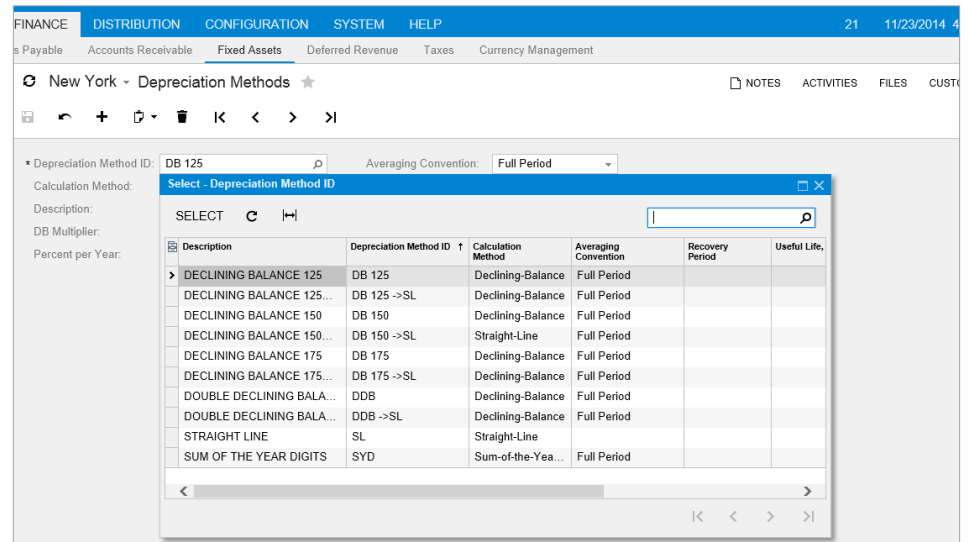 FINANCE DISTRIBUTION CONFIGURATION SYSTEM HELP 21 11/23/2014 4
s Payable Accounts Receivable Fixed Assets Deferred Revenue Taxes Currency Management
New York - Depreciation Methods NOTES ACTIVITIES FILES CUST
* Depreciation Method ID: DB 125 Averaging Convention: Full Period
Calculation Method:
Description:
DB Multiplier:
Percent per Year:
Select - Depreciation Method ID
SELECT
Description Depreciation Method ID ↑ Calculation Method Averaging Convention Recovery Period Useful Life,
DECLINING BALANCE 125 DB 125 Declining-Balance Full Period
DECLINING BALANCE 125... DB 125 ->SL Declining-Balance Full Period
DECLINING BALANCE 150 DB 150 Declining-Balance Full Period
DECLINING BALANCE 150... DB 150 ->SL Straight-Line Full Period
DECLINING BALANCE 175 DB 175 Declining-Balance Full Period
DECLINING BALANCE 175... DB 175 ->SL Declining-Balance Full Period
DOUBLE DECLINING BALA... DDB Declining-Balance Full Period
DOUBLE DECLINING BALA... DDB ->SL Declining-Balance Full Period
STRAIGHT LINE SL Straight-Line
SUM OF THE YEAR DIGITS SYD Sum-of-the-Yea... Full Period